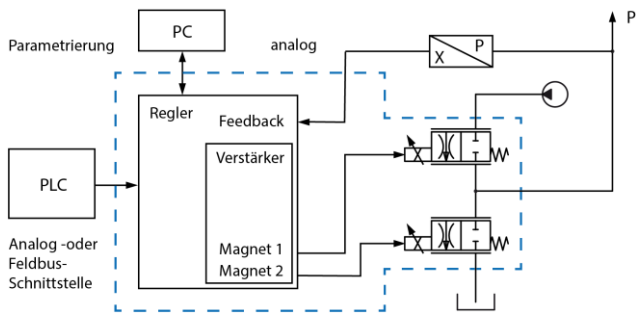 PC
P
Parametrierung
analog
P
X
Regler
Feedback
Verstärker
PLC
Analog -oder
Feldbus-
Schnittstelle
Magnet 1
Magnet 2